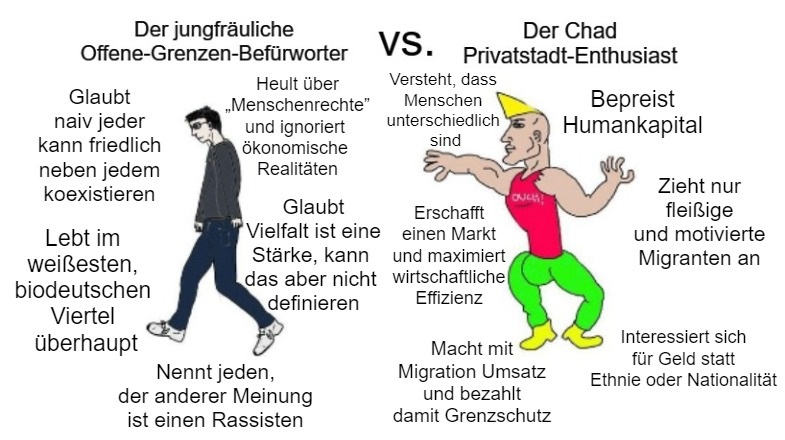 Der jungfräuliche
Offene-Grenzen-Befürworter
vs.
Der Chad
Privatstadt-Enthusiast
Glaubt
naiv jeder
kann friedlich
neben jedem
koexistieren
Heult über
„Menschenrechte”
und ignoriert
ökonomische
Realitäten
Glaubt
Vielfalt ist eine
Stärke, kann
das aber nicht
definieren
Lebt im
weißesten,
biodeutschen
Viertel
überhaupt
Nennt jeden,
der anderer Meinung
ist einen Rassisten
Versteht, dass
Menschen
unterschiedlich
sind
Bepreist
Humankapital
OUCH!
Zieht nur
fleißige
und motivierte
Migranten an
Erschafft
einen Markt
und maximiert
wirtschaftliche
Effizienz
Macht mit
Migration Umsatz
und bezahlt
damit Grenzschutz
Interessiert sich
für Geld statt
Ethnie oder Nationalität